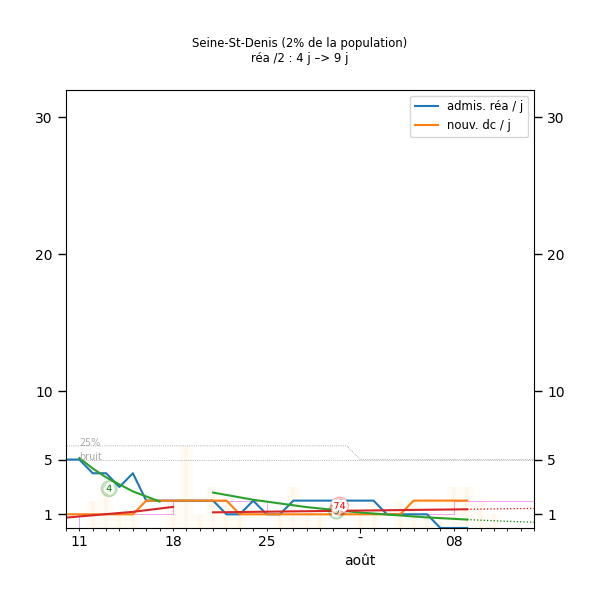 Seine-St-Denis (2% de la population)
réa /2 : 4 j –> 9 j
admis. réa / j
nouv. dc / j
30 30
20 20
10 10
25%
bruit
5 5
4
74
1 1
11 18 25 - 08
août